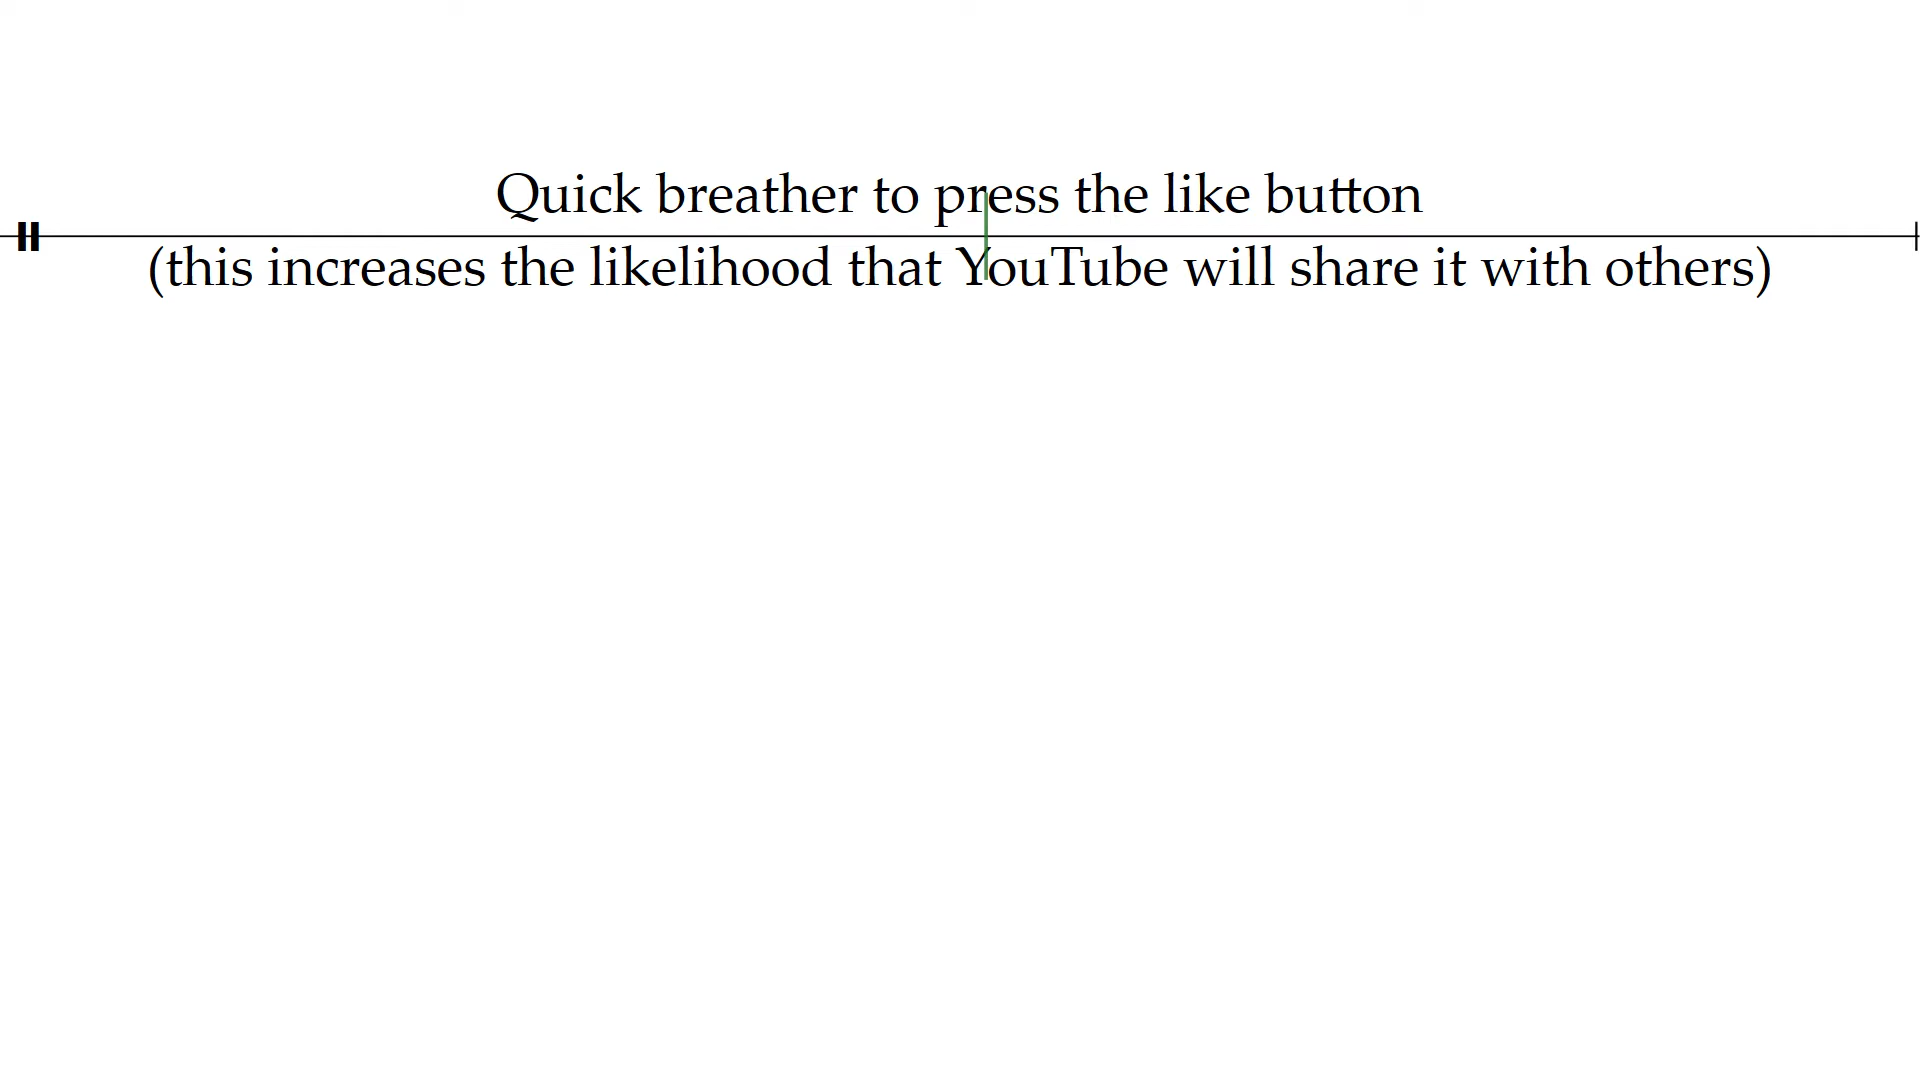 Quick breather to press the like button
(this increases the likelihood that YouTube will share it with others)